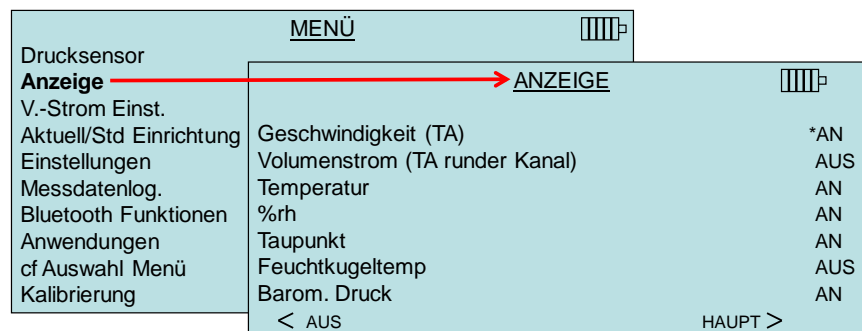 MENÜ
Drucksensor
Anzeige
V.-Strom Einst.
Aktuell/Std Einrichtung
Einstellungen
Messdatenlog.
Bluetooth Funktionen
Anwendungen
cf Auswahl Menü
Kalibrierung
ANZEIGE
Geschwindigkeit (TA) *AN
Volumenstrom (TA runder Kanal) AUS
Temperatur AN
%rh AN
Taupunkt AN
Feuchtkugeltemp AUS
Barom. Druck AN
< AUS HAUPT >